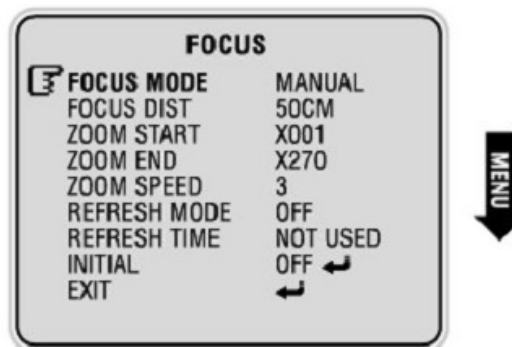 FOCUS
FOCUS MODE MANUAL
FOCUS DIST 50CM
ZOOM START X001
ZOOM END X270
ZOOM SPEED 3
REFRESH MODE OFF
REFRESH TIME NOT USED
INITIAL OFF ↵
EXIT ↵
MENU